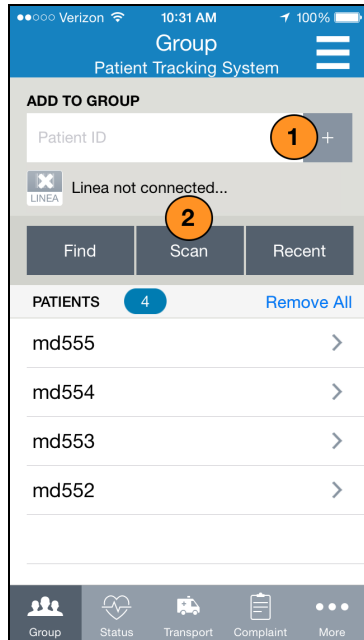 Verizon 10:31 AM 100%
Group
Patient Tracking System
ADD TO GROUP
Patient ID 1 +
LINEA Linea not connected...
2
Find Scan Recent
PATIENTS 4 Remove All
md555
md554
md553
md552
Group Status Transport Complaint More